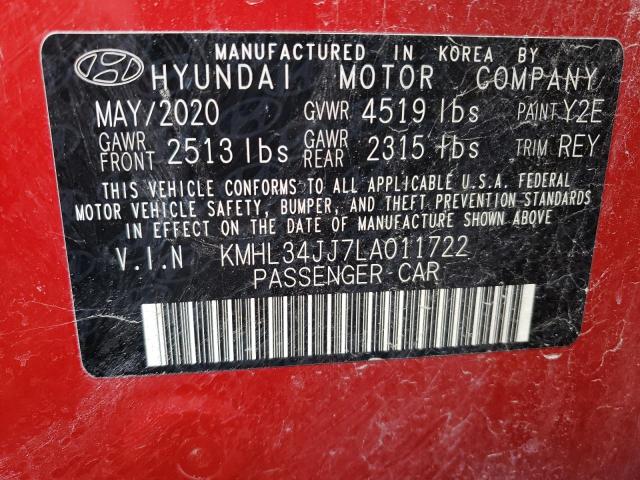 MANUFACTURED IN KOREA BY
HYUNDAI MOTOR COMPANY
MAY/2020 GVWR 4519 lbs PAINT Y2E
GAWR FRONT 2513 lbs GAWR REAR 2315 lbs TRIM REY
THIS VEHICLE CONFORMS TO ALL APPLICABLE U.S.A. FEDERAL
MOTOR VEHICLE SAFETY, BUMPER, AND THEFT PREVENTION STANDARDS
IN EFFECT ON THE DATE OF MANUFACTURE SHOWN ABOVE
V.I.N KMHL34JJ7LA011722
PASSENGER CAR